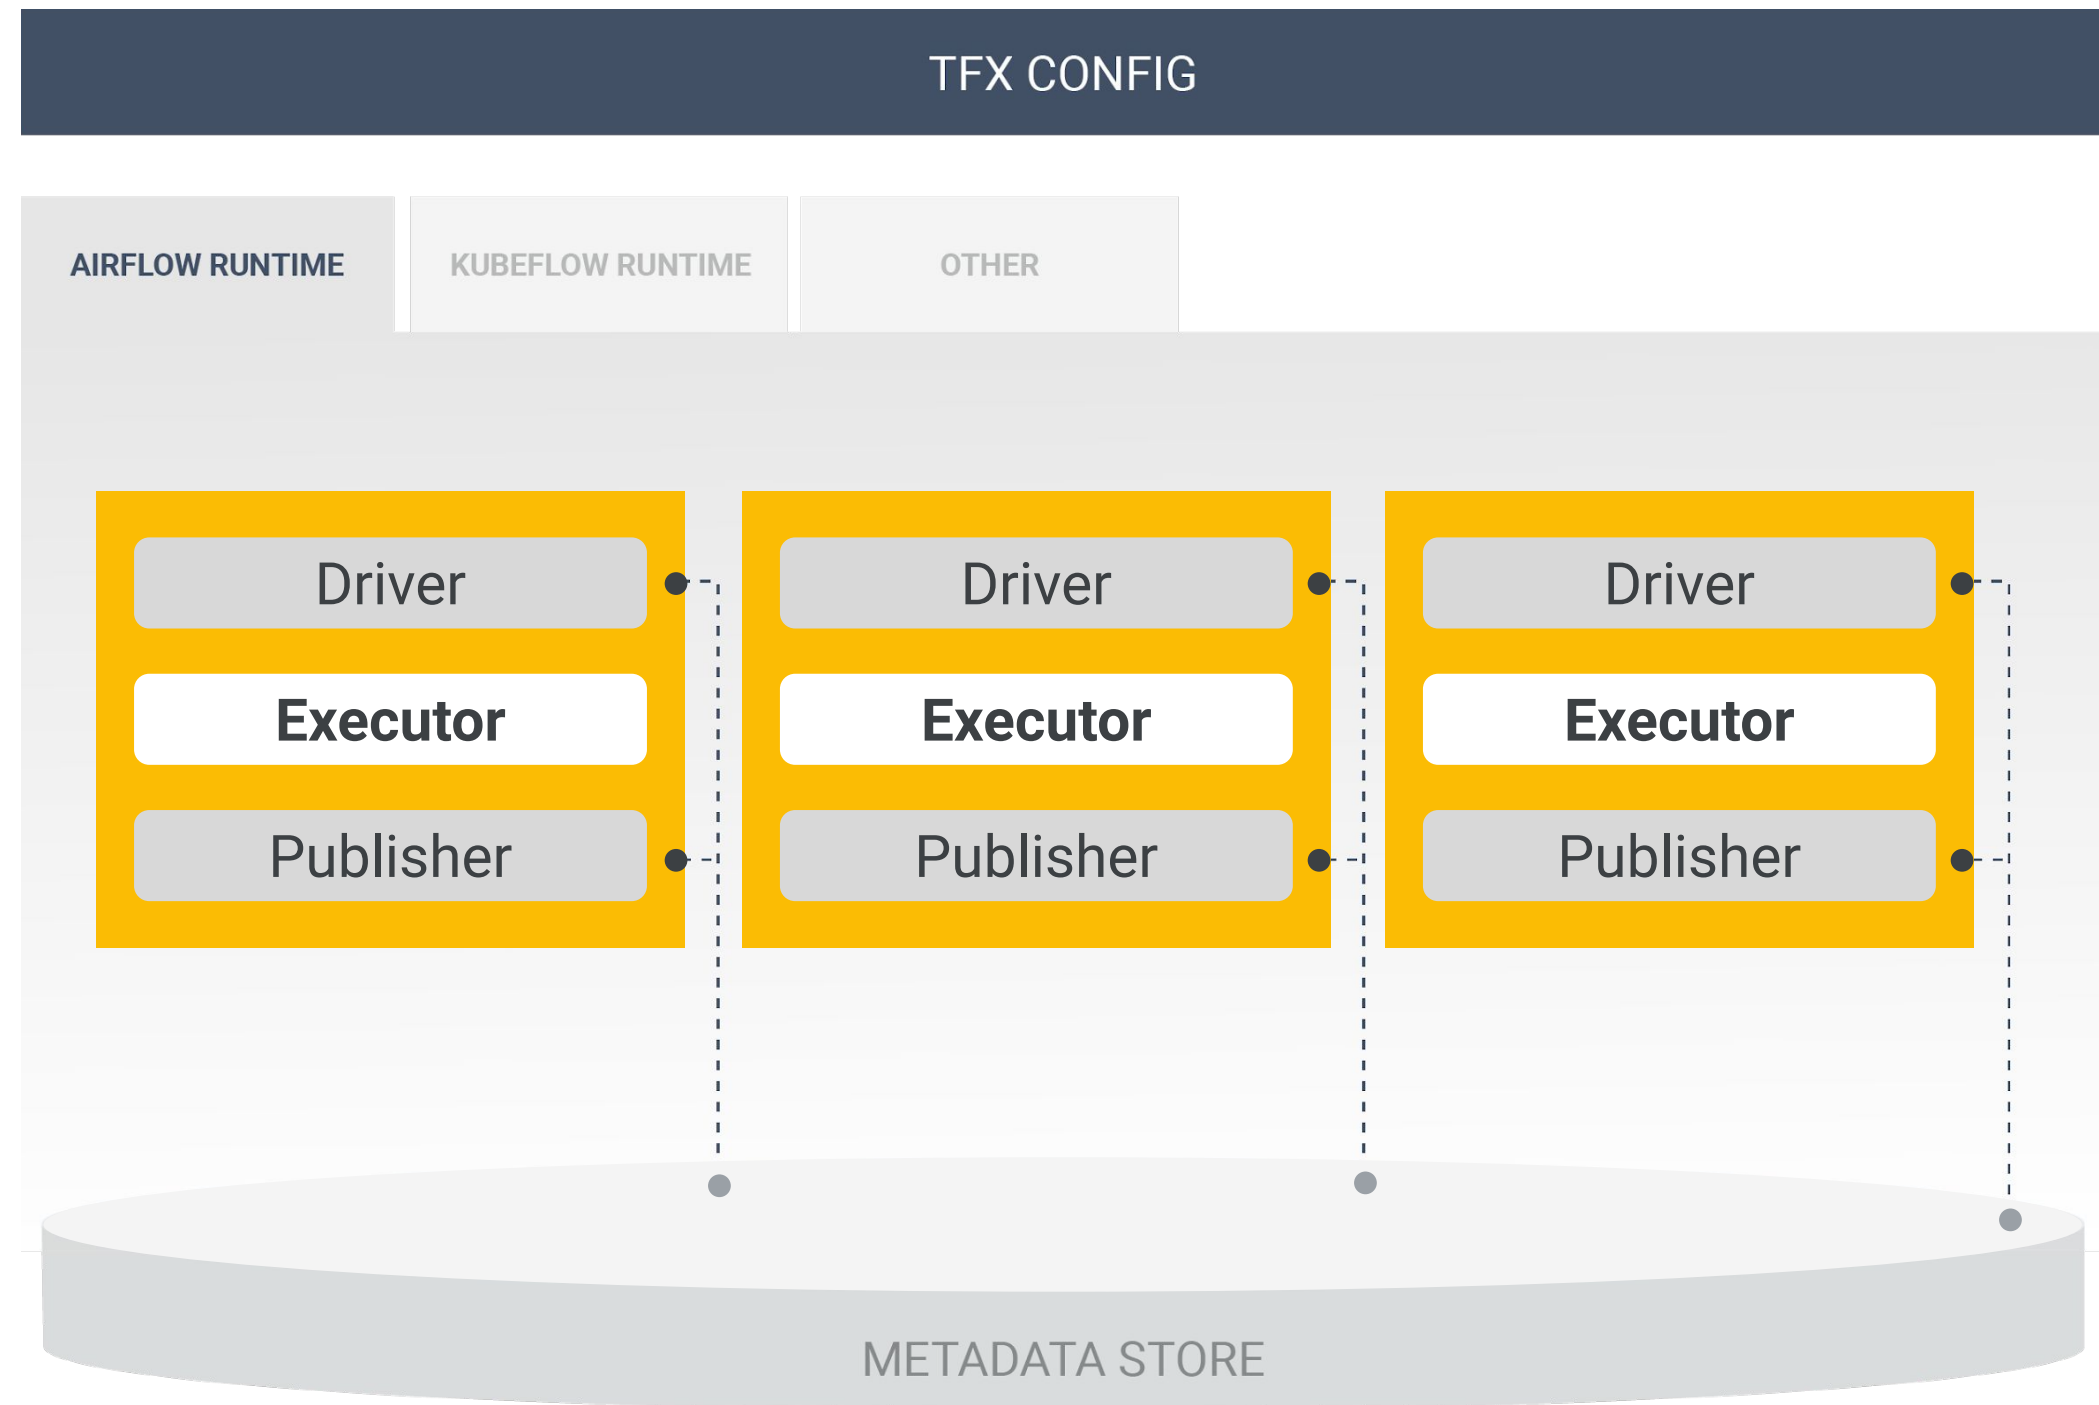 TFX CONFIG
AIRFLOW RUNTIME
KUBEFLOW RUNTIME
OTHER
Driver
Executor
Publisher
Driver
Executor
Publisher
Driver
Executor
Publisher
METADATA STORE